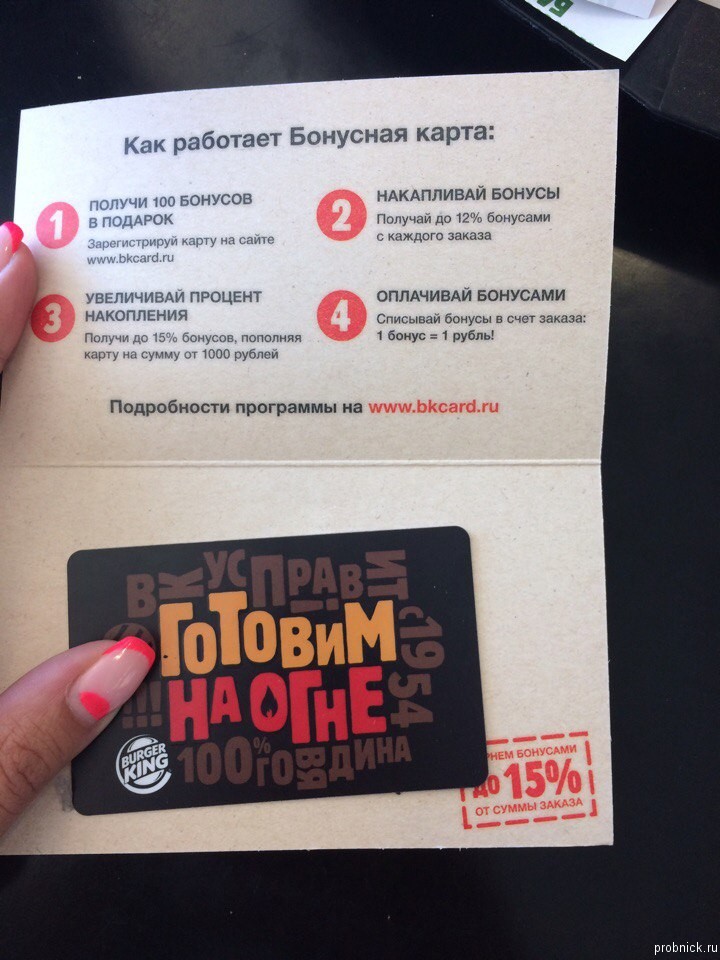 Как работает Бонусная карта:
1
ПОЛУЧИ 100 БОНУСОВ
В ПОДАРОК
Зарегистрируй карту на сайте
www.bkcard.ru
2
НАКАПЛИВАЙ БОНУСЫ
Получай до 12% бонусами
с каждого заказа
3
УВЕЛИЧИВАЙ ПРОЦЕНТ
НАКОПЛЕНИЯ
Получи до 15% бонусов, пополняя
карту на сумму от 1000 рублей
4
ОПЛАЧИВАЙ БОНУСАМИ
Списывай бонусы в счет заказа:
1 бонус = 1 рубль!
Подробности программы на www.bkcard.ru
ВКУС ПРАВИТ
с 1954
ГОТОВИМ
НА ОГНЕ
!!!
100% ГОВЯДИНА
BURGER
KING
БОНУСАМИ
ДО 15%
ОТ СУММЫ ЗАКАЗА
probnick.ru